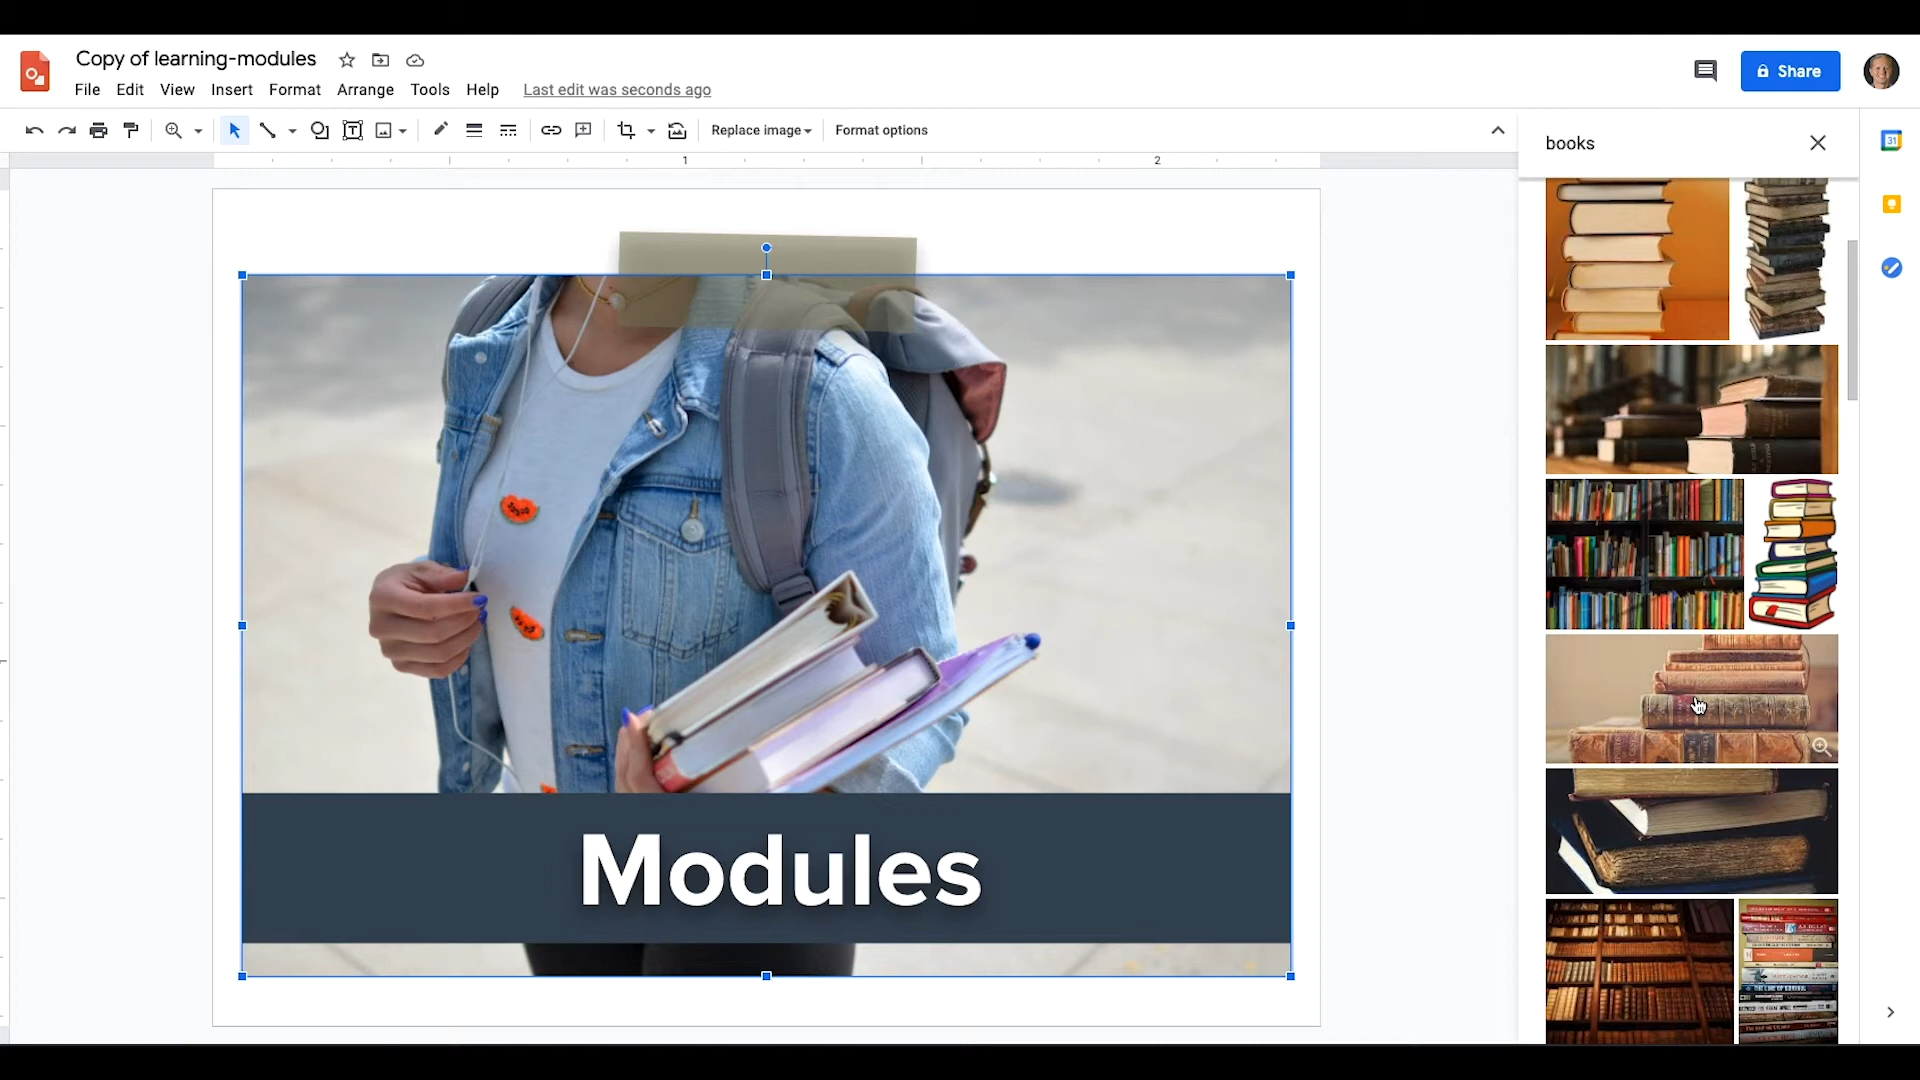 Copy of learning-modules
File Edit View Insert Format Arrange Tools Help Last edit was seconds ago
Share
Replace image Format options
1 2
books
31
Modules